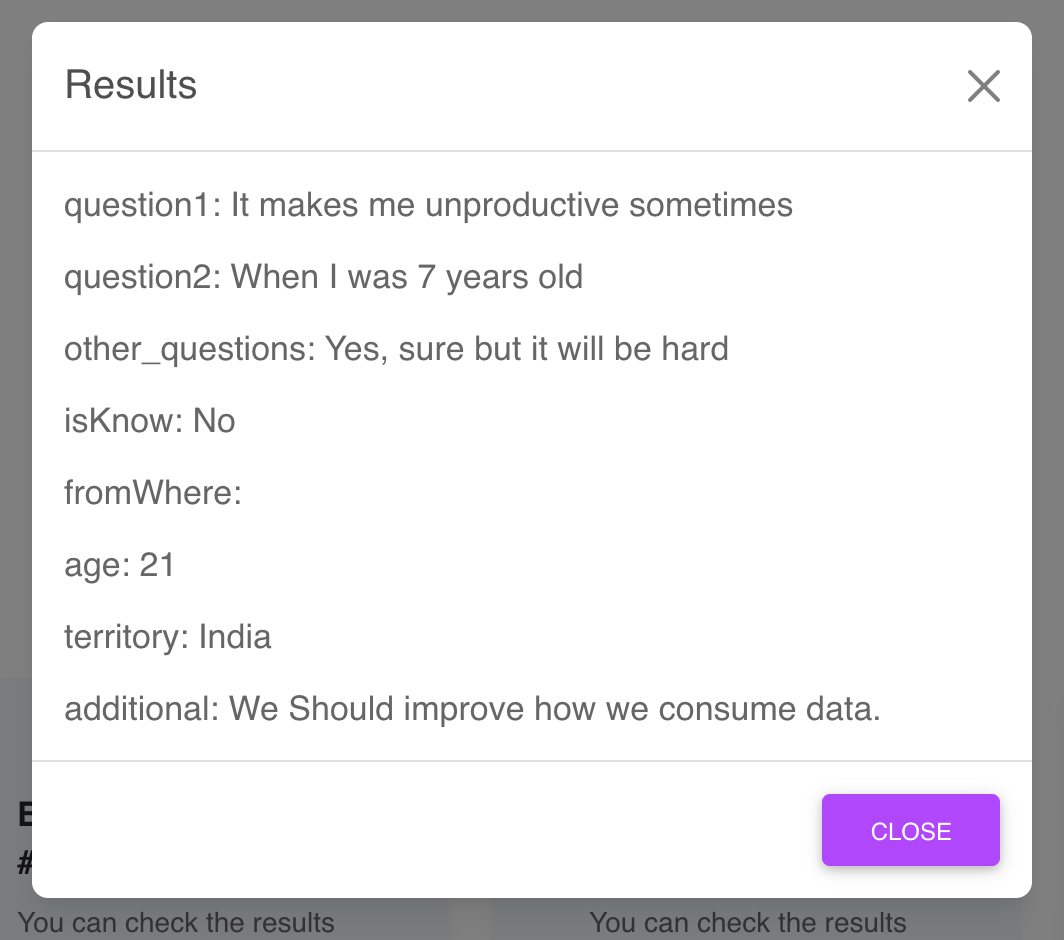 Results
question1: It makes me unproductive sometimes
question2: When I was 7 years old
other_questions: Yes, sure but it will be hard
isKnow: No
fromWhere:
age: 21
territory: India
additional: We Should improve how we consume data.
CLOSE
#
You can check the results
You can check the results